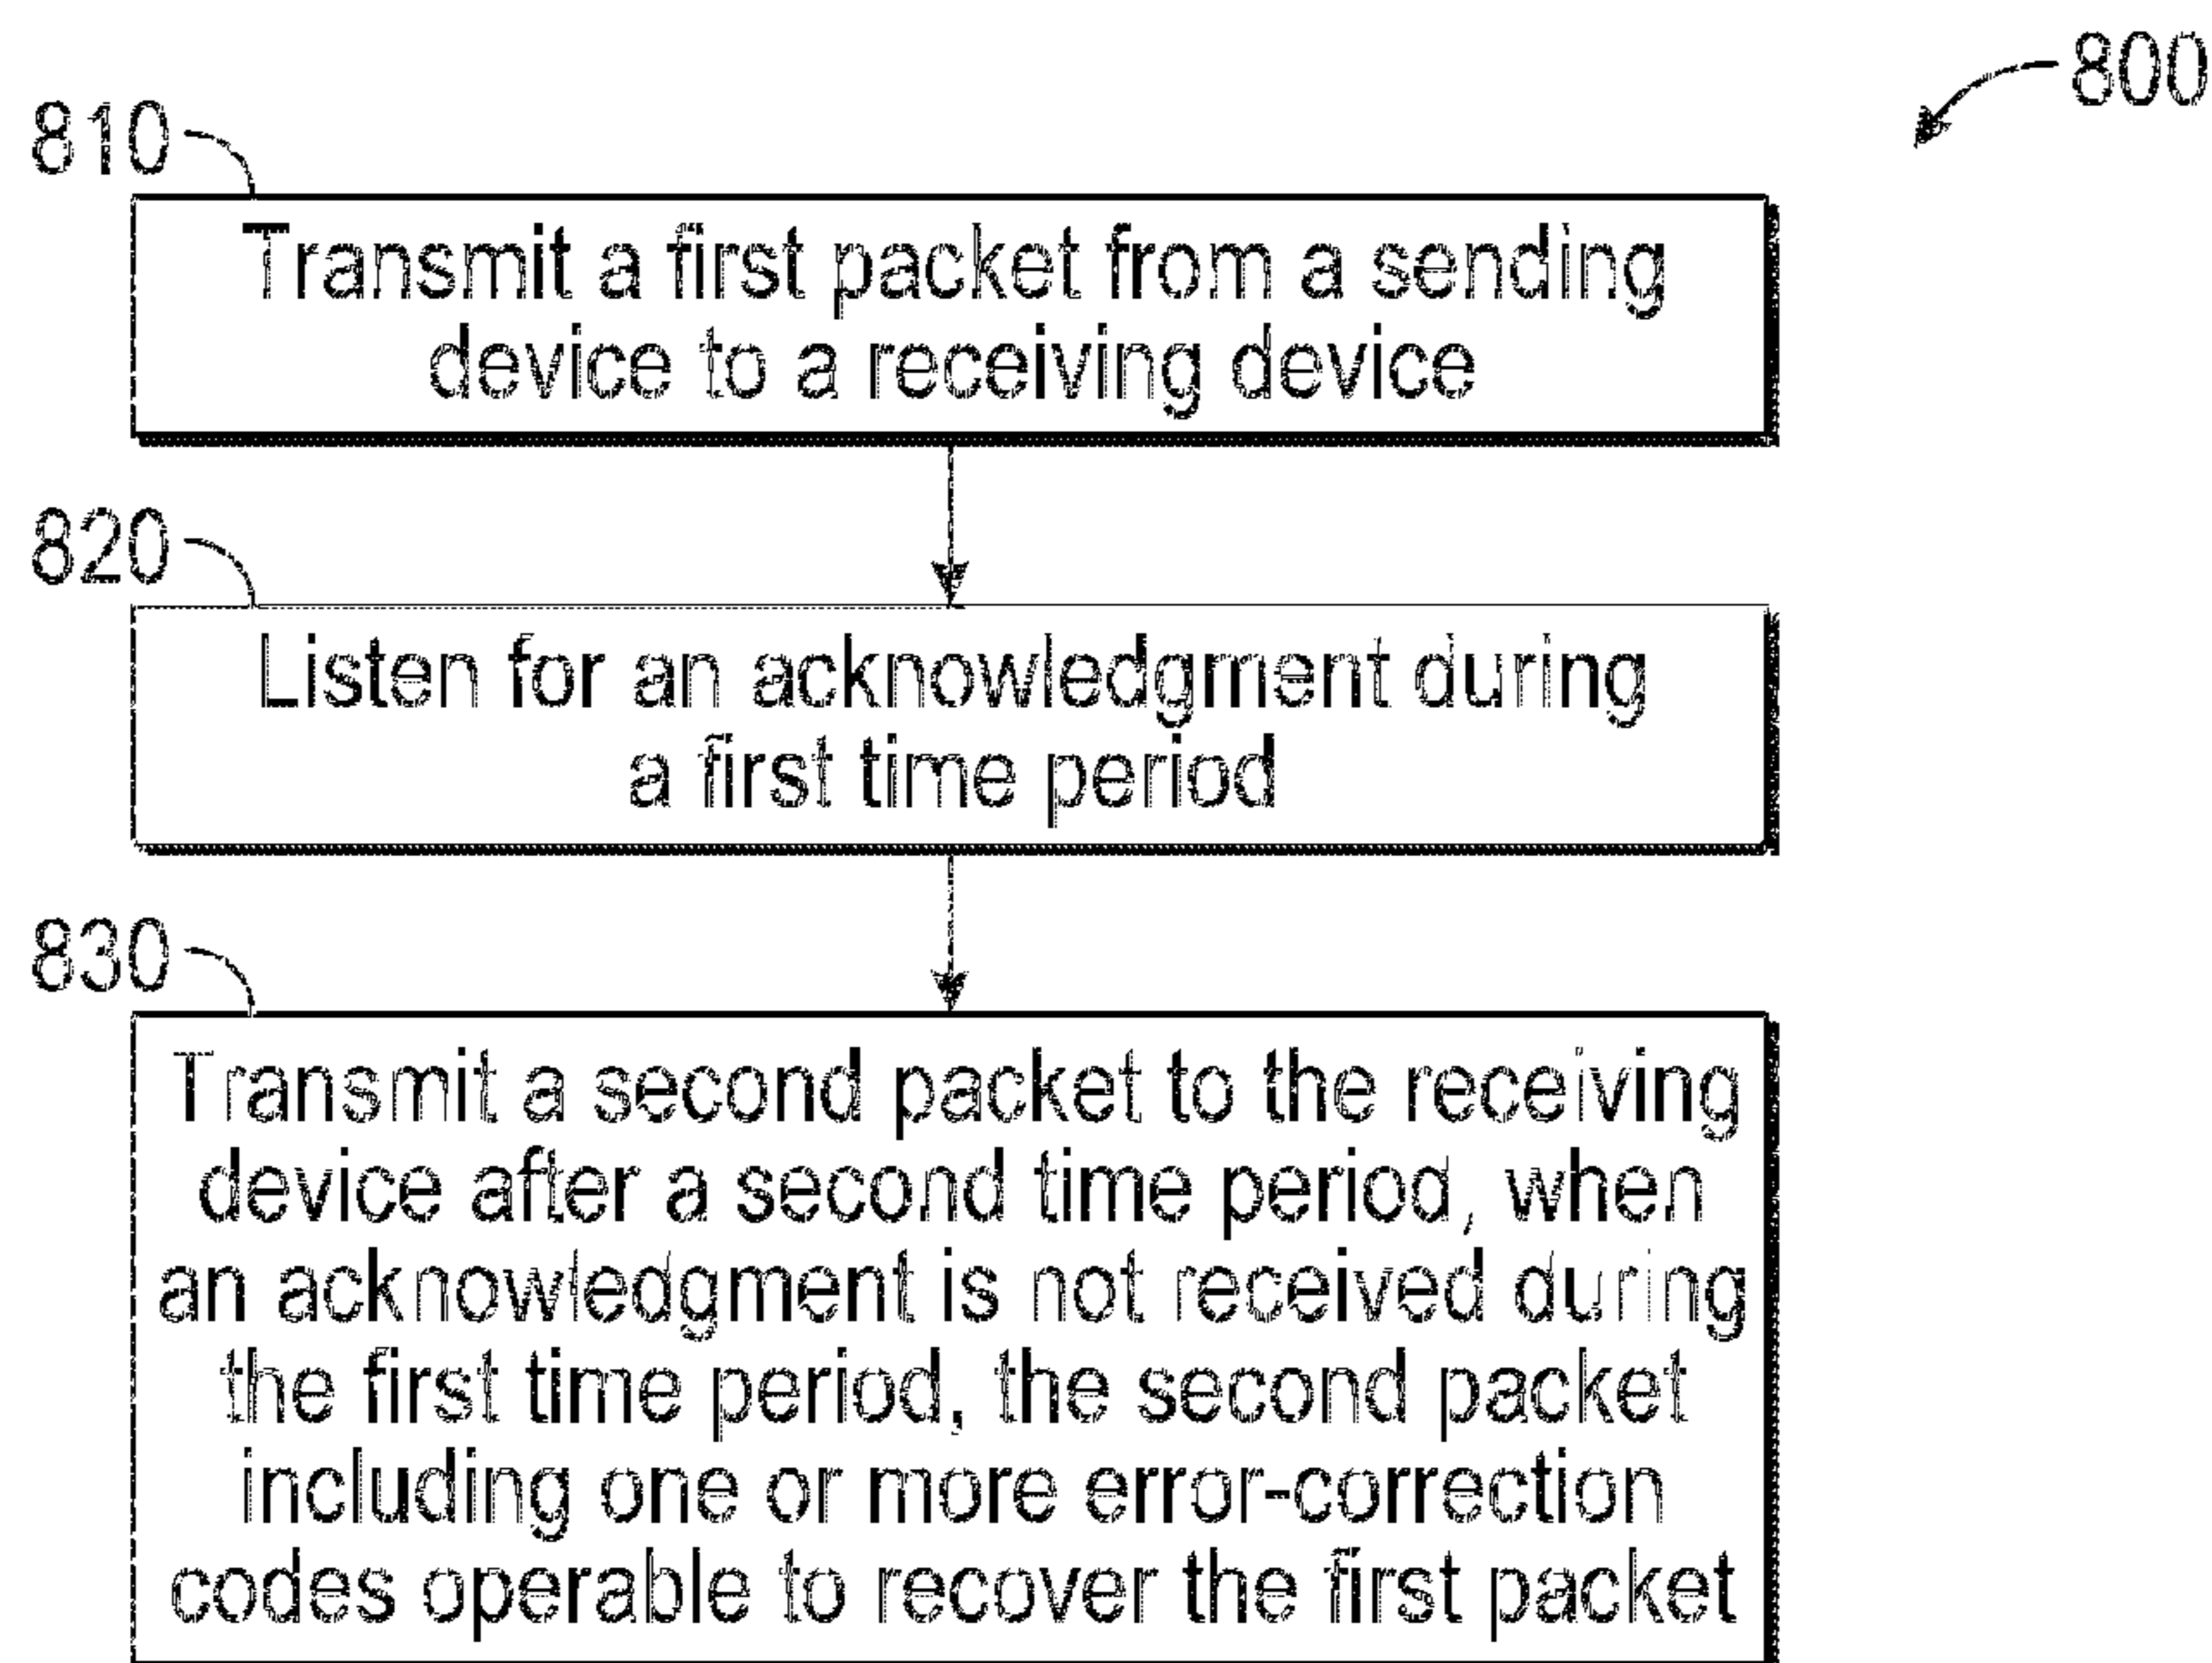 800
810
Transmit a first packet from a sending
device to a receiving device
820
Listen for an acknowledgment during
a first time period
830
Transmit a second packet to the receiving
device after a second time period, when
an acknowledgment is not received during
the first time period, the second packet
including one or more error-correction
codes operable to recover the first packet